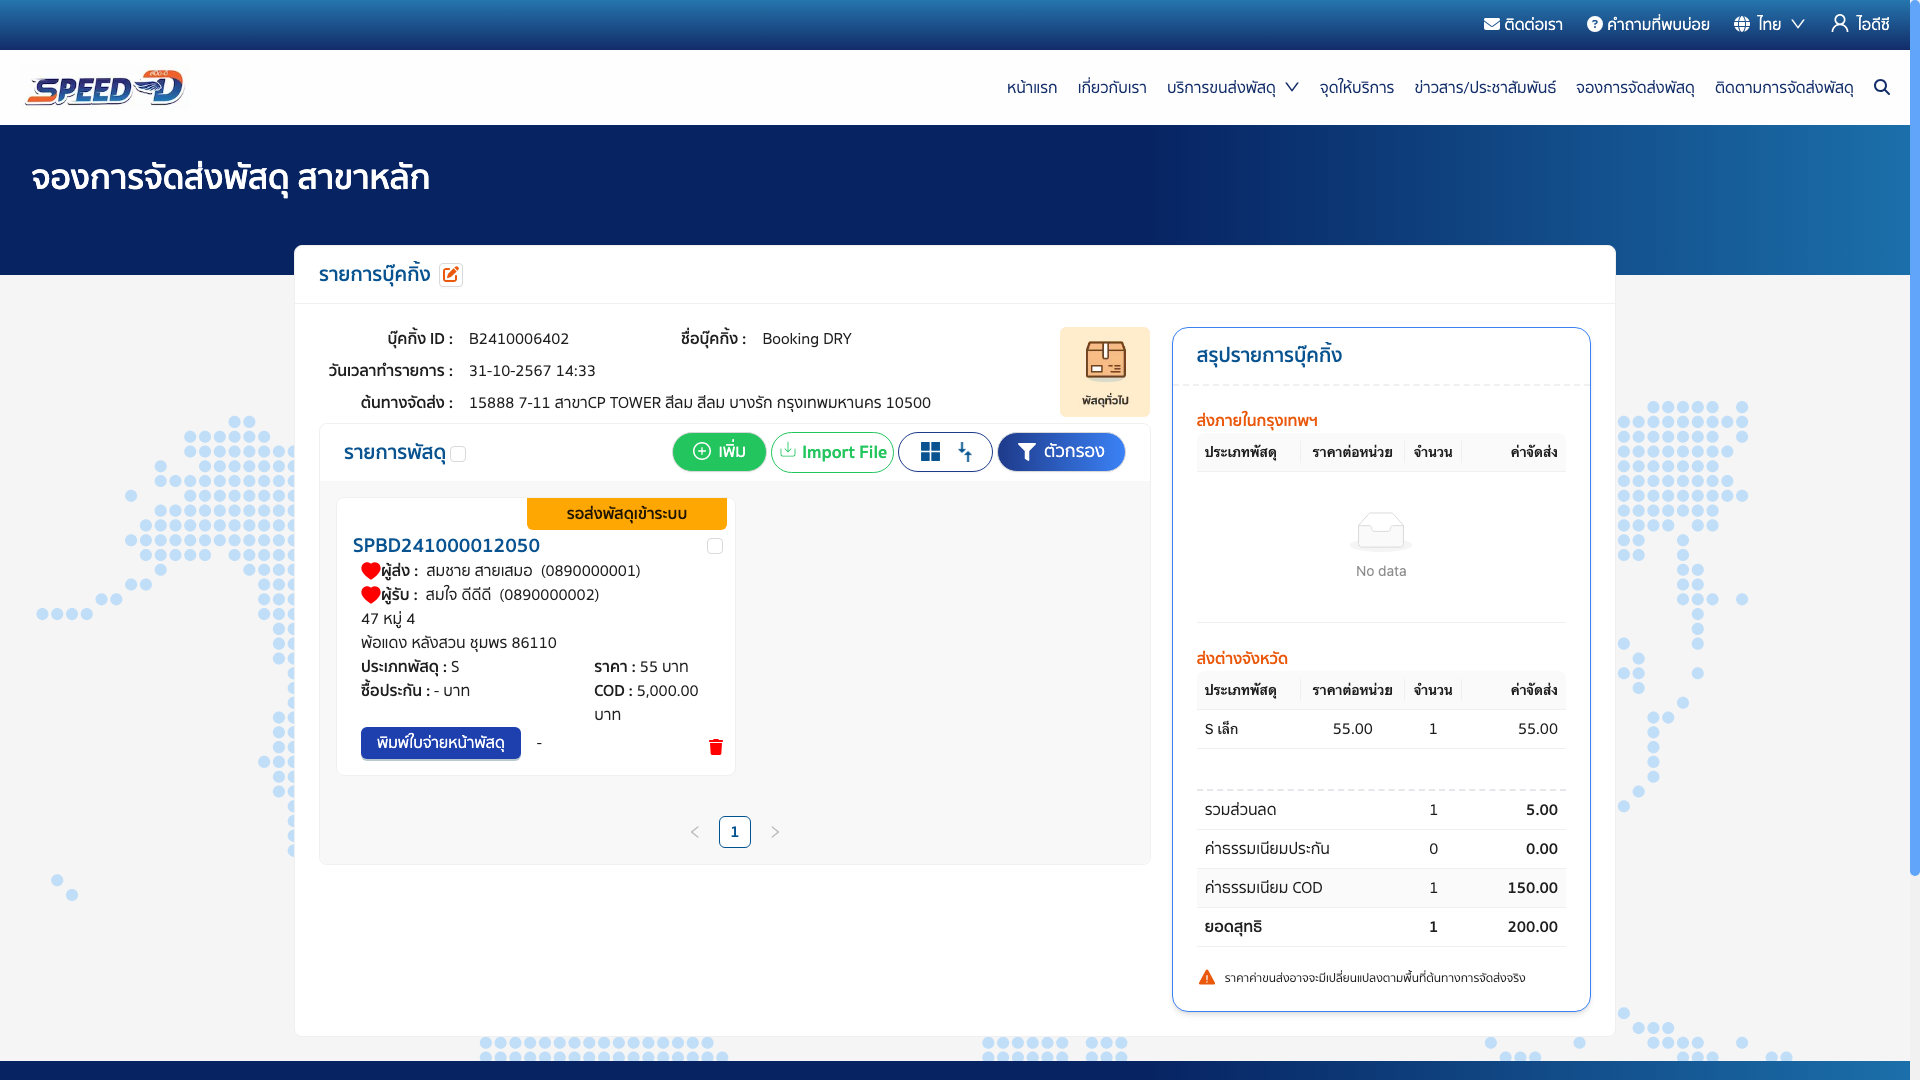 ติดต่อเรา คำถามที่พบบ่อย ไทย ไอดีซี
SPEED-D
หน้าแรก เกี่ยวกับเรา บริการขนส่งพัสดุ จุดให้บริการ ข่าวสาร/ประชาสัมพันธ์ จองการจัดส่งพัสดุ ติดตามการจัดส่งพัสดุ
จองการจัดส่งพัสดุ สาขาหลัก
รายการบุ๊คกิ้ง
บุ๊คกิ้ง ID : B2410006402 ชื่อบุ๊คกิ้ง : Booking DRY
วันเวลาทำรายการ : 31-10-2567 14:33
ต้นทางจัดส่ง : 15888 7-11 สาขาCP TOWER สีลม สีลม บางรัก กรุงเทพมหานคร 10500
พัสดุทั่วไป
รายการพัสดุ
เพิ่ม Import File ตัวกรอง
รอส่งพัสดุเข้าระบบ
SPBD241000012050
ผู้ส่ง : สมชาย สายเสมอ (0890000001)
ผู้รับ : สมใจ ดีดีดี (0890000002)
47 หมู่ 4
พ้อแดง หลังสวน ชุมพร 86110
ประเภทพัสดุ : S ราคา : 55 บาท
ซื้อประกัน : - บาท COD : 5,000.00
บาท
พิมพ์ใบจ่ายหน้าพัสดุ -
1
สรุปรายการบุ๊คกิ้ง
ส่งภายในกรุงเทพฯ
ประเภทพัสดุ ราคาต่อหน่วย จำนวน ค่าจัดส่ง
No data
ส่งต่างจังหวัด
ประเภทพัสดุ ราคาต่อหน่วย จำนวน ค่าจัดส่ง
S เล็ก 55.00 1 55.00
รวมส่วนลด 1 5.00
ค่าธรรมเนียมประกัน 0 0.00
ค่าธรรมเนียม COD 1 150.00
ยอดสุทธิ 1 200.00
ราคาค่าขนส่งอาจจะมีเปลี่ยนแปลงตามพื้นที่ต้นทางการจัดส่งจริง